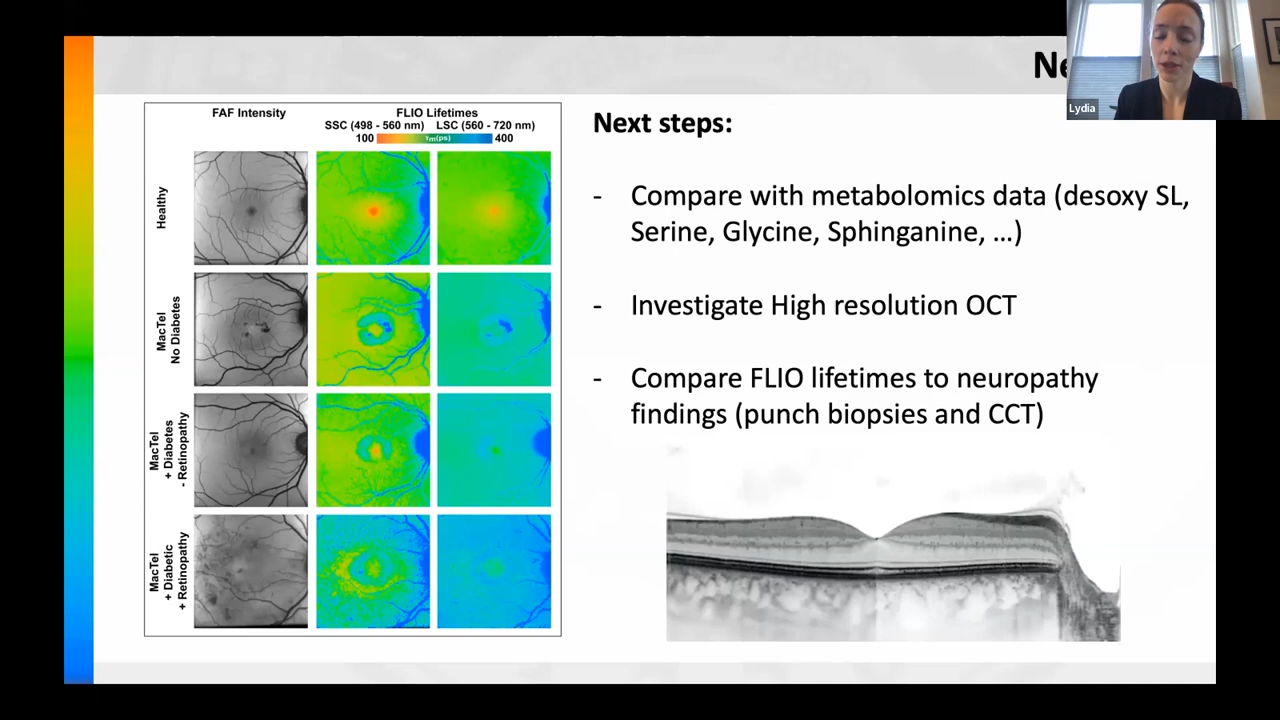 Ne
Lydia
FAF Intensity
FLIO Lifetimes
SSC (498 - 560 nm) LSC (560 - 720 nm)
100 τm(ps) 400
Healthy
MacTel
No Diabetes
MacTel
+ Diabetes
- Retinopathy
MacTel
+ Diabetic
+ Retinopathy
Next steps:
- Compare with metabolomics data (desoxy SL,
Serine, Glycine, Sphinganine, ...)
- Investigate High resolution OCT
- Compare FLIO lifetimes to neuropathy
findings (punch biopsies and CCT)